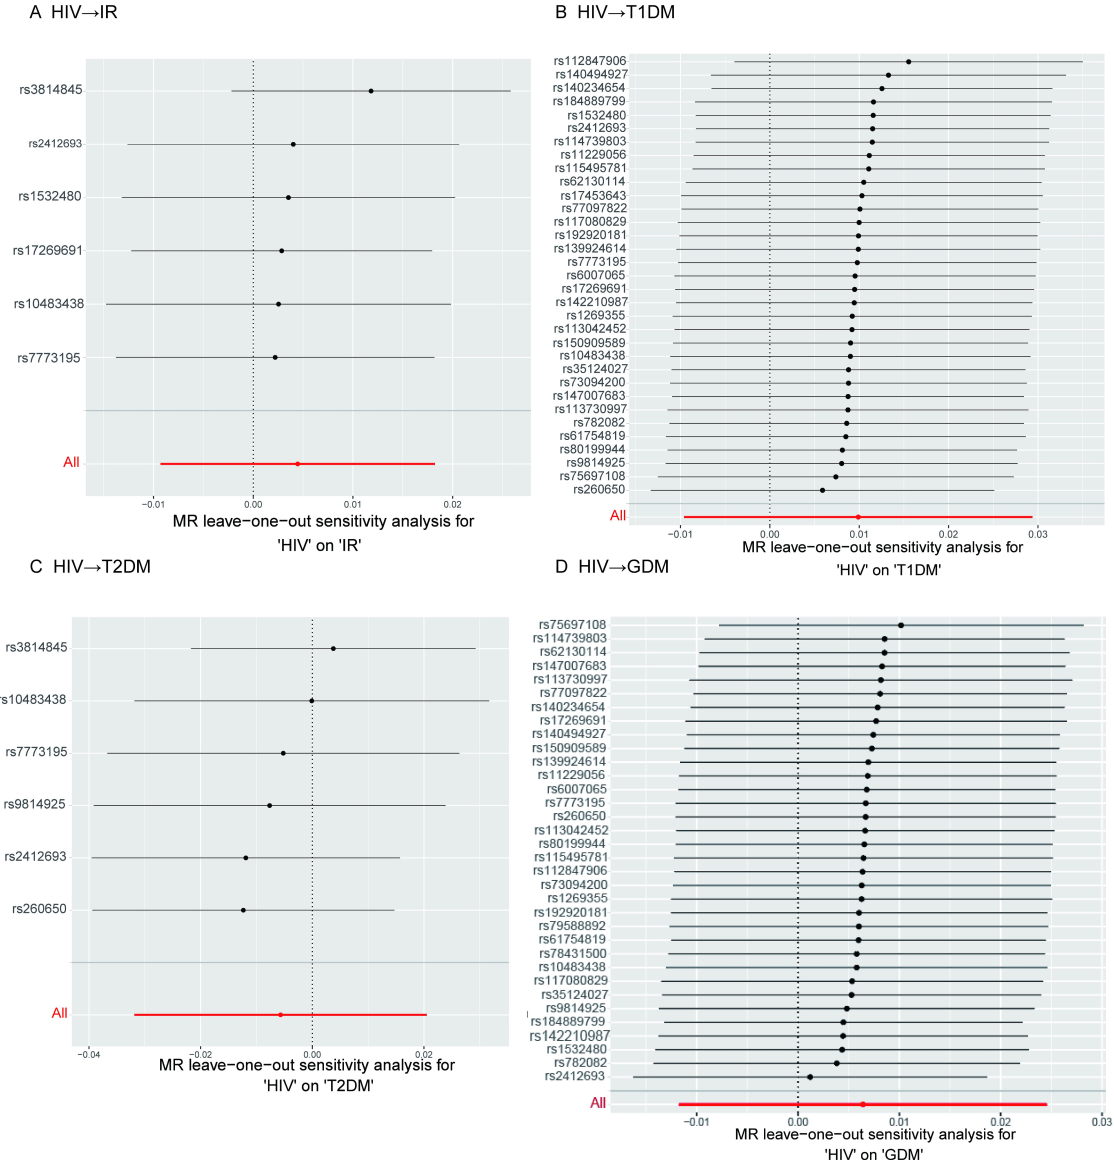 A HIV→IR
rs3814845
rs2412693
rs1532480
rs17269691
rs10483438
rs7773195
All
−0.01 0.00 0.01 0.02
MR leave−one−out sensitivity analysis for
'HIV' on 'IR'
B HIV→T1DM
rs112847906
rs140494927
rs140234654
rs184889799
rs1532480
rs2412693
rs114739803
rs11229056
rs115495781
rs62130114
rs17453643
rs77097822
rs117080829
rs192920181
rs139924614
rs7773195
rs6007065
rs17269691
rs142210987
rs1269355
rs113042452
rs150909589
rs10483438
rs35124027
rs73094200
rs147007683
rs113730997
rs782082
rs61754819
rs80199944
rs9814925
rs75697108
rs260650
All
−0.01 0.00 0.01 0.02 0.03
MR leave−one−out sensitivity analysis for
'HIV' on 'T1DM'
C HIV→T2DM
rs3814845
rs10483438
rs7773195
rs9814925
rs2412693
rs260650
All
−0.04 −0.02 0.00 0.02
MR leave−one−out sensitivity analysis for
'HIV' on 'T2DM'
D HIV→GDM
rs75697108
rs114739803
rs62130114
rs147007683
rs113730997
rs77097822
rs140234654
rs17269691
rs140494927
rs150909589
rs139924614
rs11229056
rs6007065
rs7773195
rs260650
rs113042452
rs80199944
rs115495781
rs112847906
rs73094200
rs1269355
rs192920181
rs79588892
rs61754819
rs78431500
rs10483438
rs117080829
rs35124027
rs9814925
rs184889799
rs142210987
rs1532480
rs782082
rs2412693
All
−0.01 0.00 0.01 0.02 0.03
MR leave−one−out sensitivity analysis for
'HIV' on 'GDM'